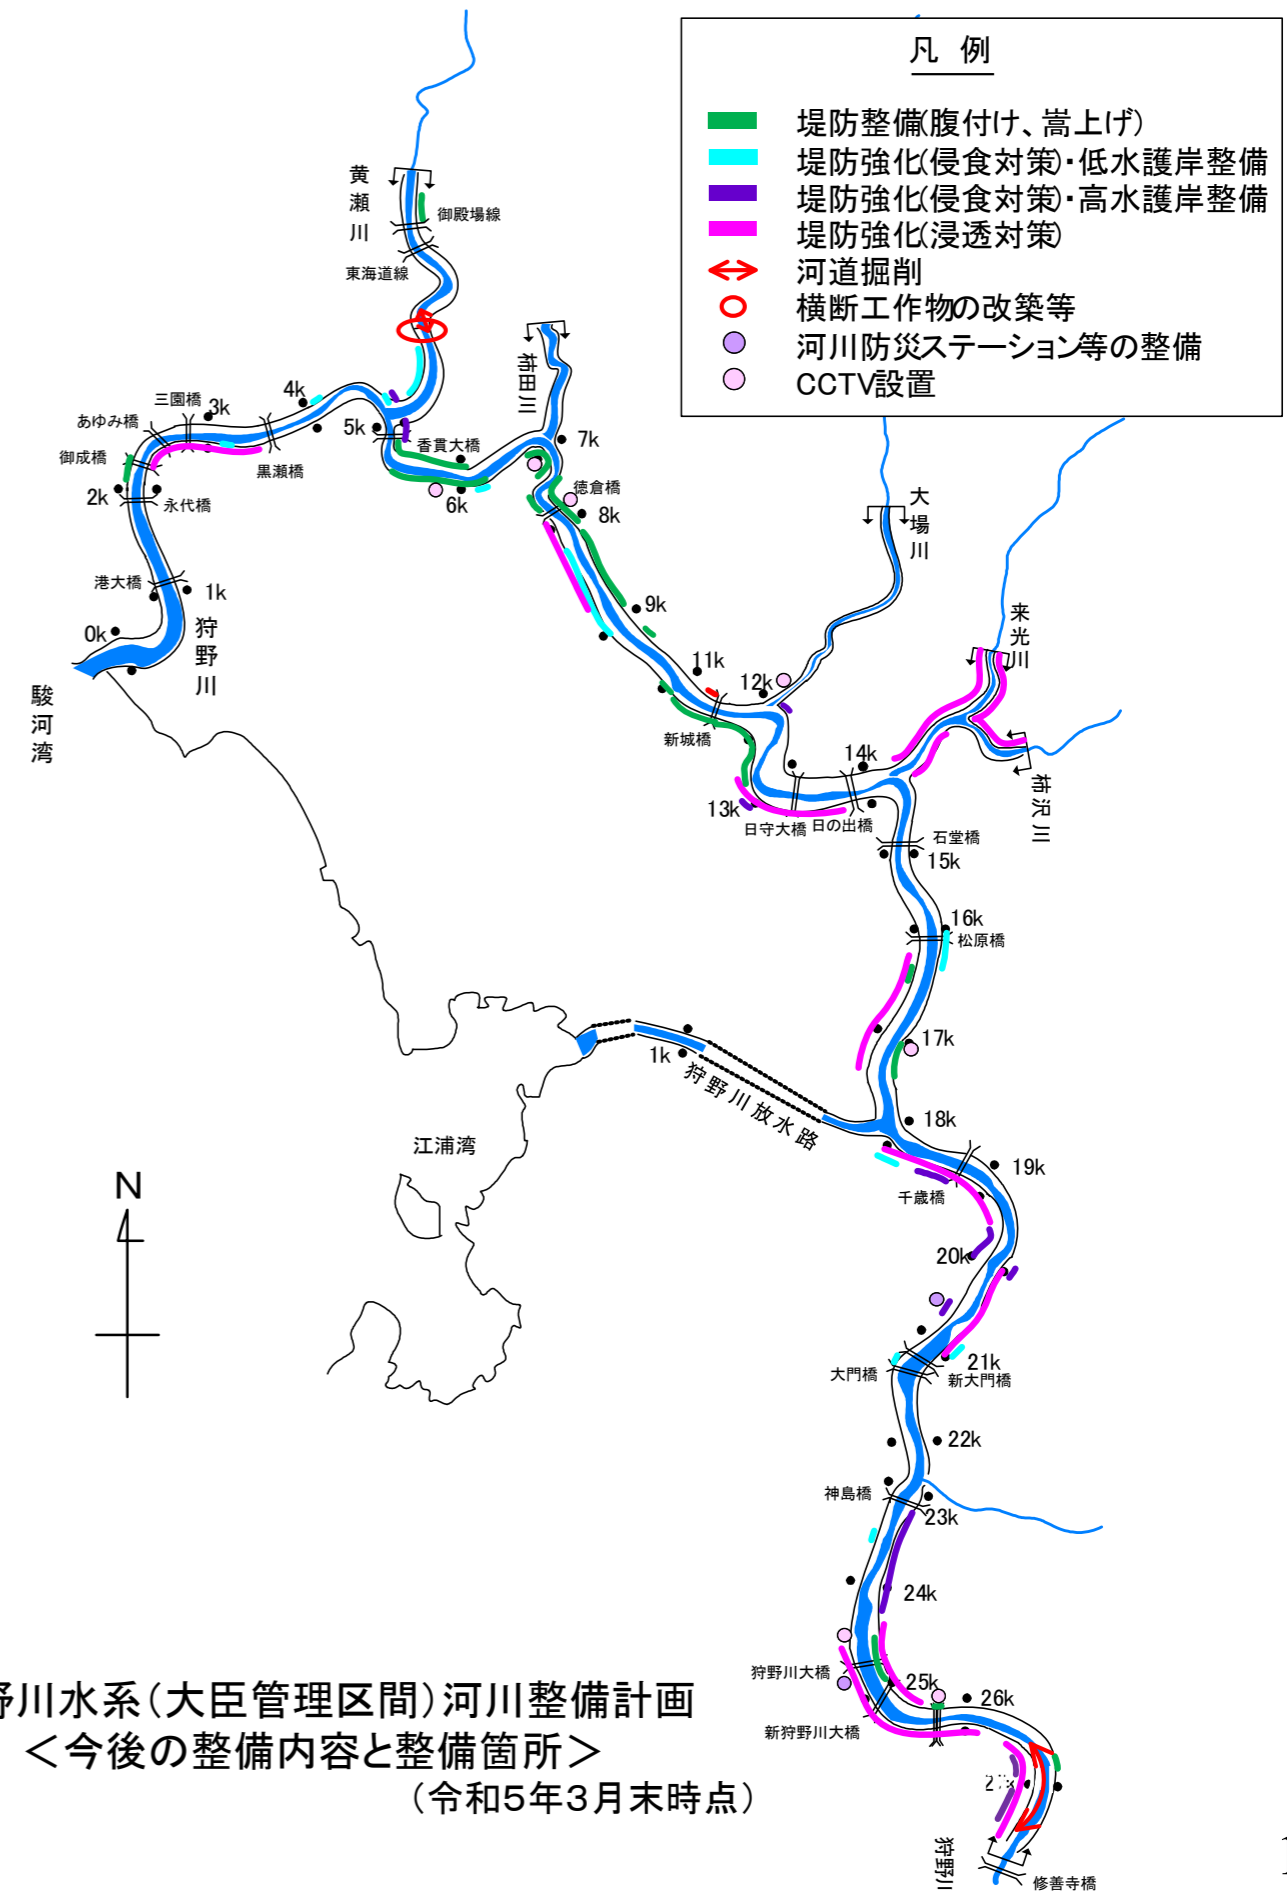 凡 例
堤防整備(腹付け、嵩上げ)
堤防強化(侵食対策)・低水護岸整備
堤防強化(侵食対策)・高水護岸整備
堤防強化(浸透対策)
河道掘削
横断工作物の改築等
河川防災ステーション等の整備
CCTV設置
黄瀬川
御殿場線
東海道線
柿田川
三園橋
3k
4k
あゆみ橋
御成橋
黒瀬橋
5k
香貫大橋
7k
2k
永代橋
6k
徳倉橋
8k
大場川
港大橋
1k
0k
狩野川
9k
来光川
駿河湾
11k
12k
新城橋
14k
柿沢川
13k
日守大橋
日の出橋
石堂橋
15k
16k
松原橋
17k
1k
狩野川放水路
18k
江浦湾
19k
千歳橋
N
20k
21k
大門橋
新大門橋
22k
神島橋
23k
24k
狩野川大橋
25k
26k
新狩野川大橋
野川水系(大臣管理区間)河川整備計画
＜今後の整備内容と整備箇所＞
(令和5年3月末時点)
狩野川
修善寺橋